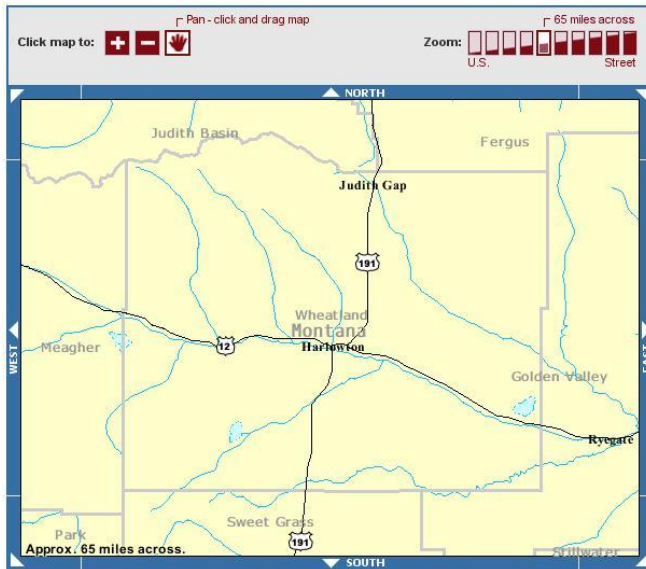 Pan - click and drag map
65 miles across
Click map to:
Zoom:
U.S.
Street
NORTH
Judith Basin
Fergus
Judith Gap
191
Wheatland
Montana
Harlowton
12
Meagher
WEST
EAST
Golden Valley
Ryegate
Sweet Grass
Park
191
Stillwater
Approx. 65 miles across.
SOUTH